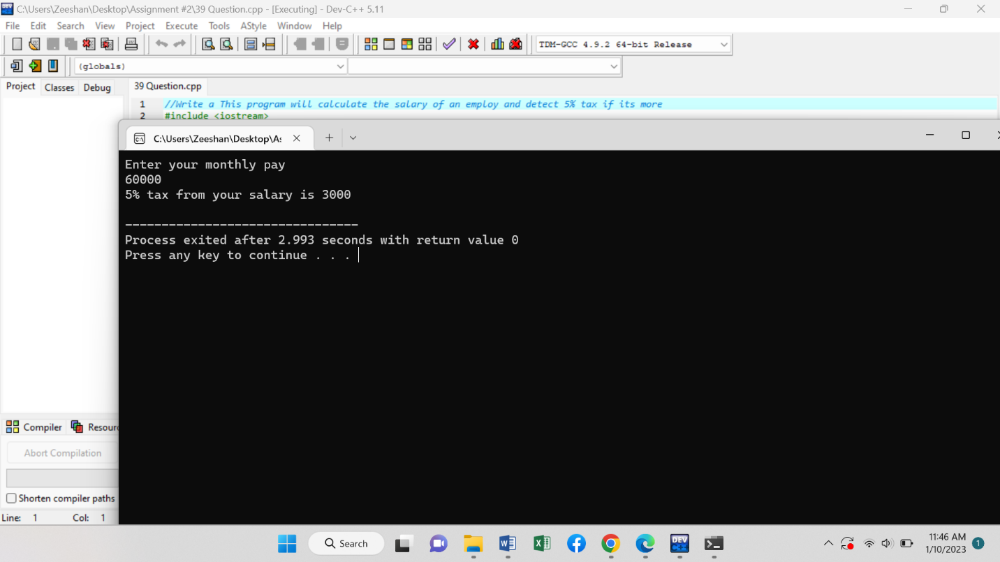 C:\Users\Zeeshan\Desktop\Assignment #2\39 Question.cpp - [Executing] - Dev-C++ 5.11
File Edit Search View Project Execute Tools AStyle Window Help
TDM-GCC 4.9.2 64-bit Release
(globals)
Project Classes Debug
39 Question.cpp
1 //Write a This program will calculate the salary of an employ and detect 5% tax if its more
2 #include <iostream>
C:\Users\Zeeshan\Desktop\As
Enter your monthly pay
60000
5% tax from your salary is 3000
--------------------------------
Process exited after 2.993 seconds with return value 0
Press any key to continue . . .
Compiler Resour
Abort Compilation
Shorten compiler paths
Line: 1 Col: 1
Search
DEV
11:46 AM
1/10/2023
1